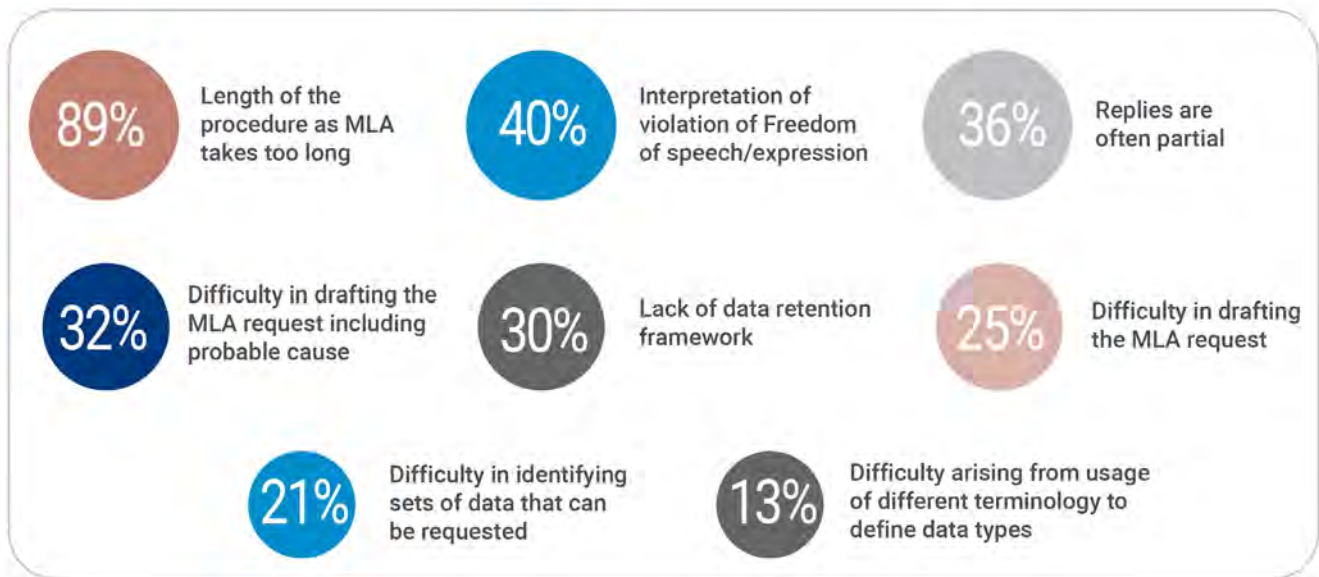 89%
Length of the
procedure as MLA
takes too long
40%
Interpretation of
violation of Freedom
of speech/expression
36%
Replies are
often partial
32%
Difficulty in drafting the
MLA request including
probable cause
30%
Lack of data retention
framework
25%
Difficulty in drafting
the MLA request
21%
Difficulty in identifying
sets of data that can
be requested
13%
Difficulty arising from usage
of different terminology to
define data types